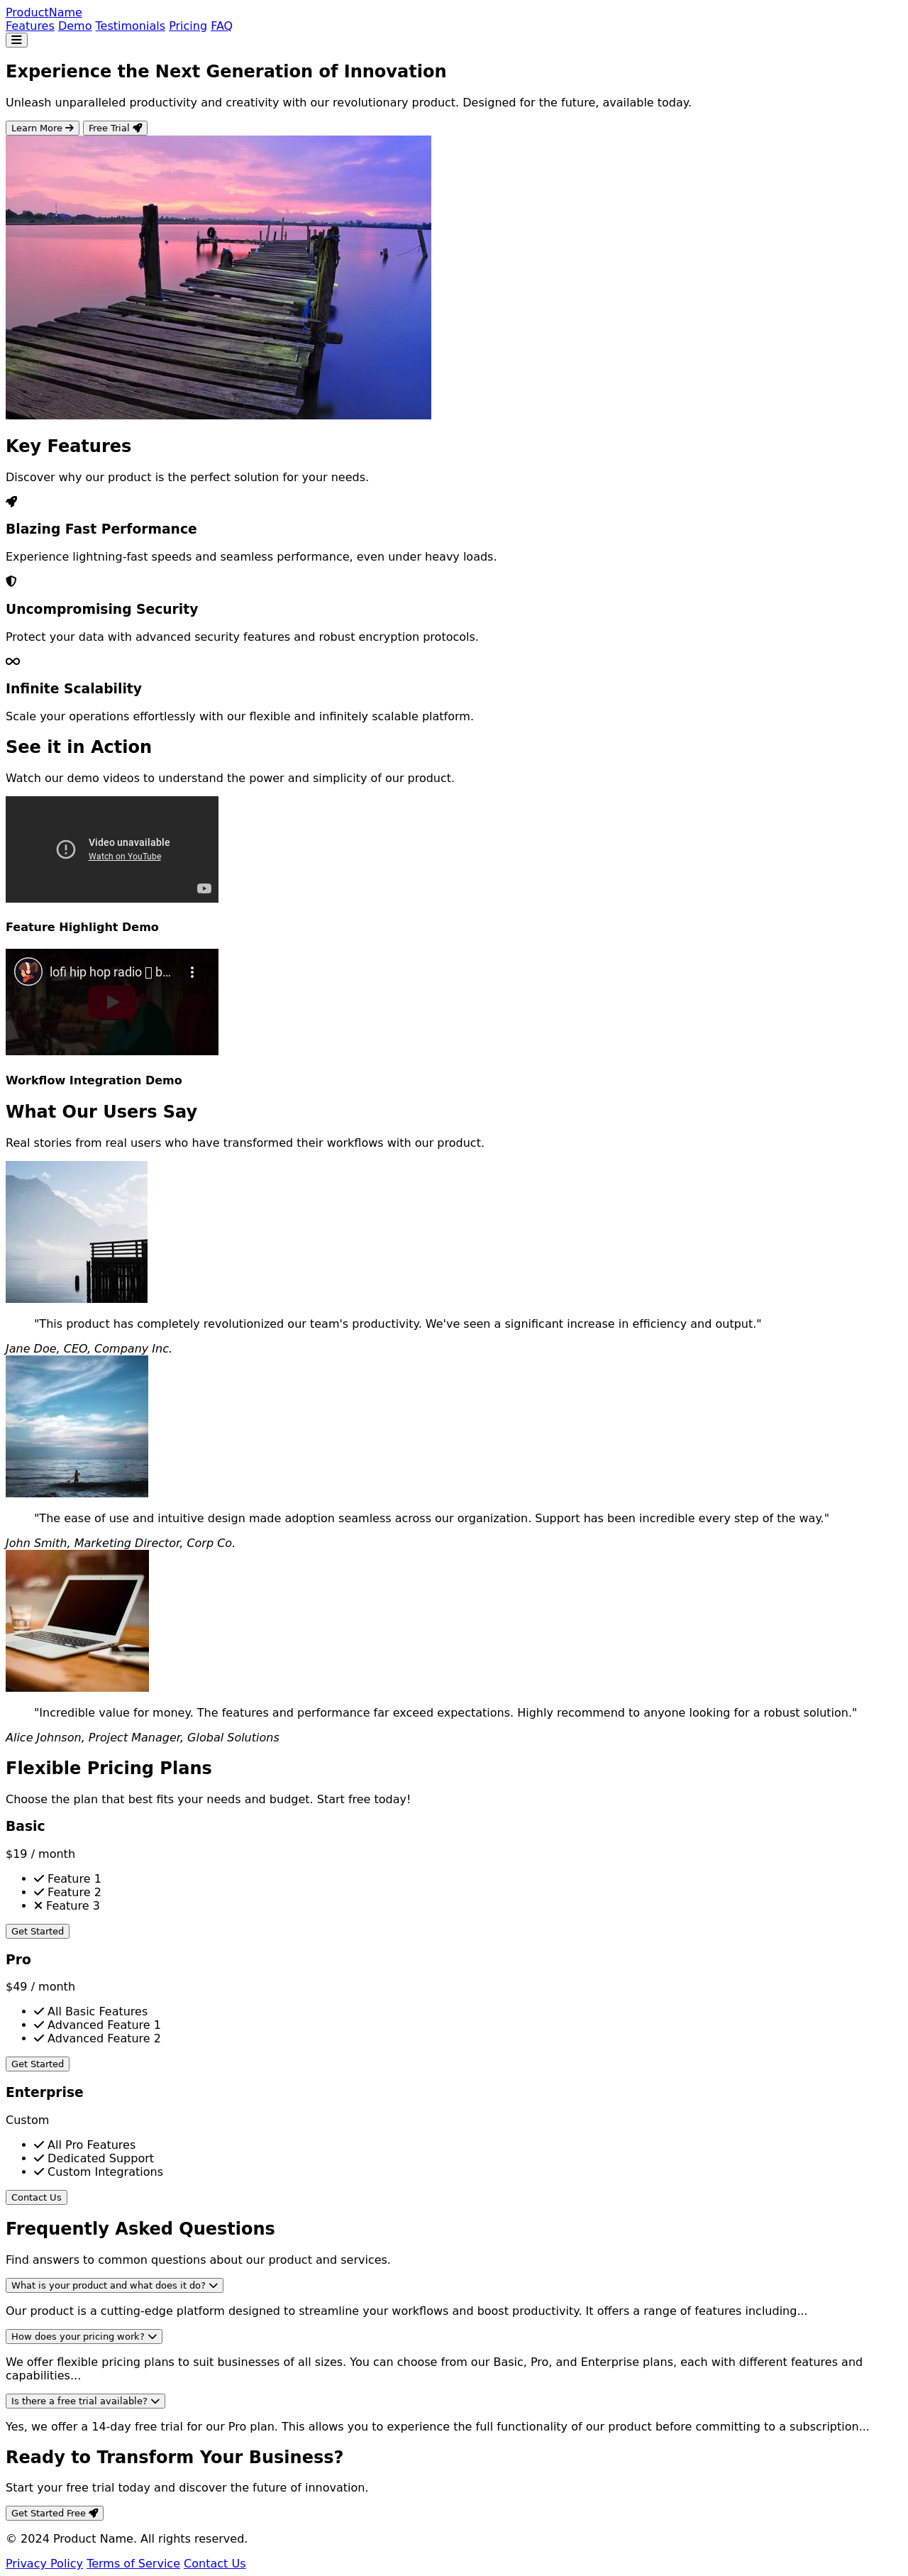 ProductName
Features Demo Testimonials Pricing FAQ
Experience the Next Generation of Innovation
Unleash unparalleled productivity and creativity with our revolutionary product. Designed for the future, available today.
Learn More Free Trial
Key Features
Discover why our product is the perfect solution for your needs.
Blazing Fast Performance
Experience lightning-fast speeds and seamless performance, even under heavy loads.
Uncompromising Security
Protect your data with advanced security features and robust encryption protocols.
Infinite Scalability
Scale your operations effortlessly with our flexible and infinitely scalable platform.
See it in Action
Watch our demo videos to understand the power and simplicity of our product.
Video unavailable
Watch on YouTube
Feature Highlight Demo
lofi hip hop radio b...
Workflow Integration Demo
What Our Users Say
Real stories from real users who have transformed their workflows with our product.
"This product has completely revolutionized our team's productivity. We've seen a significant increase in efficiency and output."
Jane Doe, CEO, Company Inc.
"The ease of use and intuitive design made adoption seamless across our organization. Support has been incredible every step of the way."
John Smith, Marketing Director, Corp Co.
"Incredible value for money. The features and performance far exceed expectations. Highly recommend to anyone looking for a robust solution."
Alice Johnson, Project Manager, Global Solutions
Flexible Pricing Plans
Choose the plan that best fits your needs and budget. Start free today!
Basic
$19 / month
• ✓ Feature 1
• ✓ Feature 2
• ✕ Feature 3
Get Started
Pro
$49 / month
• ✓ All Basic Features
• ✓ Advanced Feature 1
• ✓ Advanced Feature 2
Get Started
Enterprise
Custom
• ✓ All Pro Features
• ✓ Dedicated Support
• ✓ Custom Integrations
Contact Us
Frequently Asked Questions
Find answers to common questions about our product and services.
What is your product and what does it do?
Our product is a cutting-edge platform designed to streamline your workflows and boost productivity. It offers a range of features including...
How does your pricing work?
We offer flexible pricing plans to suit businesses of all sizes. You can choose from our Basic, Pro, and Enterprise plans, each with different features and
capabilities...
Is there a free trial available?
Yes, we offer a 14-day free trial for our Pro plan. This allows you to experience the full functionality of our product before committing to a subscription...
Ready to Transform Your Business?
Start your free trial today and discover the future of innovation.
Get Started Free
© 2024 Product Name. All rights reserved.
Privacy Policy Terms of Service Contact Us